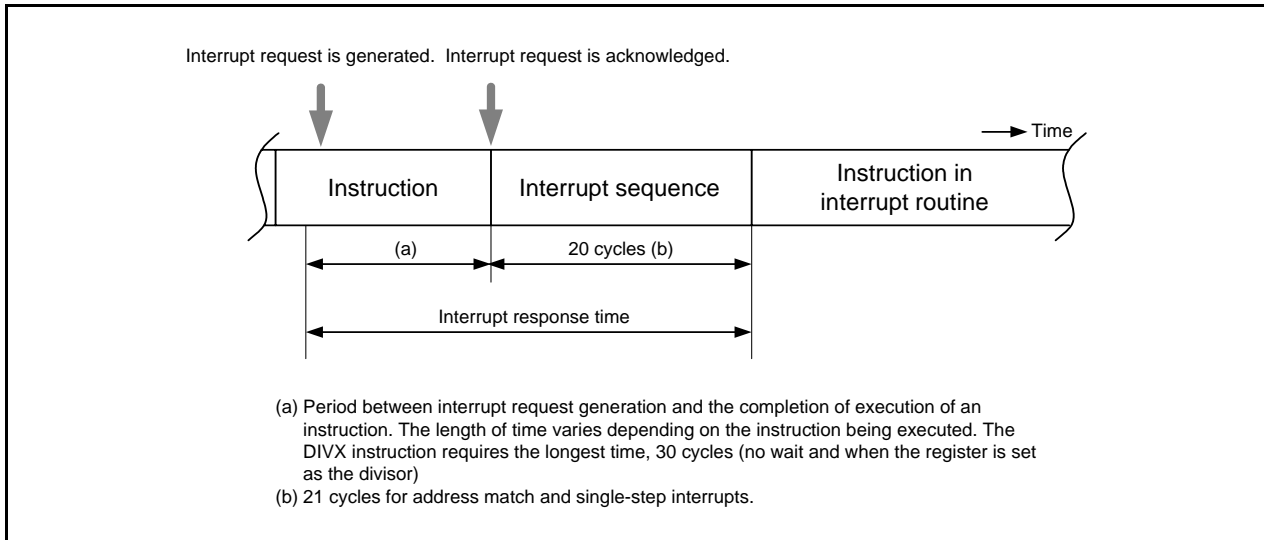 Interrupt request is generated. Interrupt request is acknowledged.
Time
Instruction
Interrupt sequence
Instruction in
interrupt routine
(a)
20 cycles (b)
Interrupt response time
(a) Period between interrupt request generation and the completion of execution of an
instruction. The length of time varies depending on the instruction being executed. The
DIVX instruction requires the longest time, 30 cycles (no wait and when the register is set
as the divisor)
(b) 21 cycles for address match and single-step interrupts.